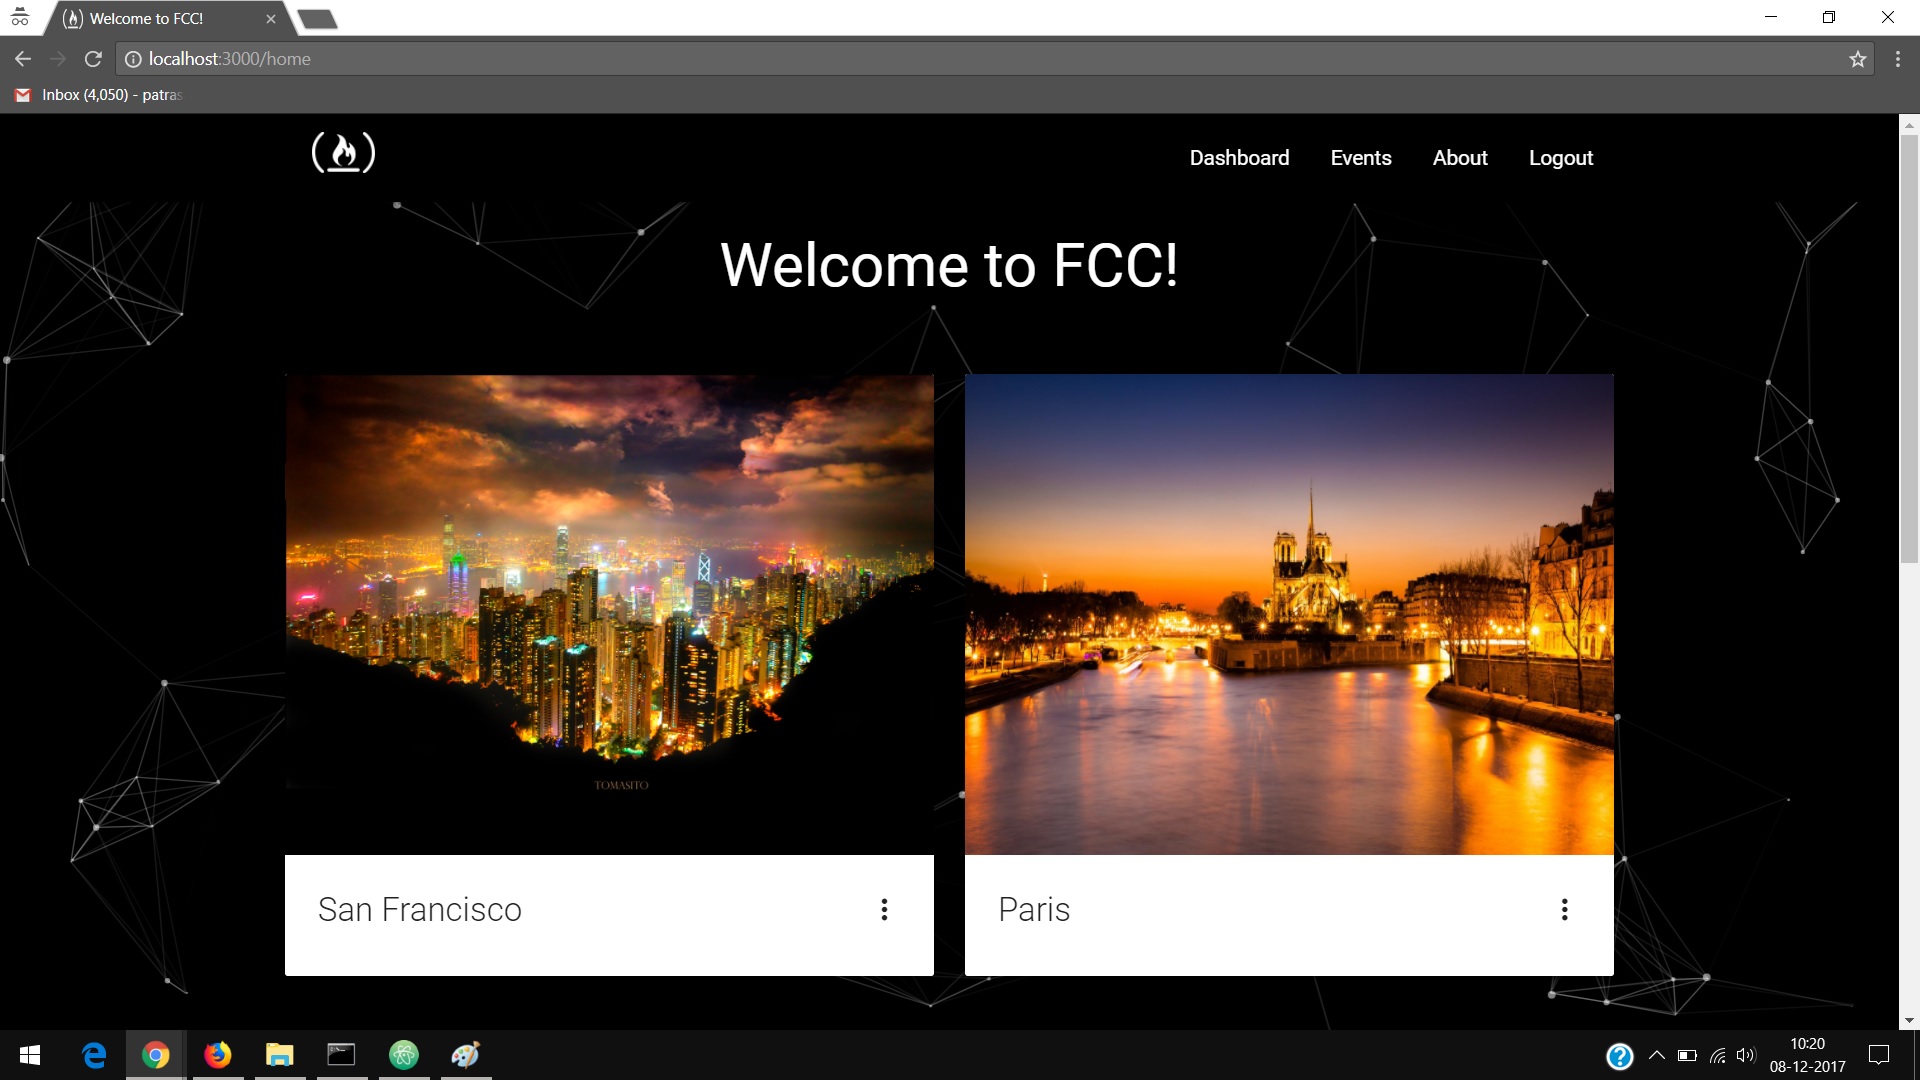 Welcome to FCC!
localhost:3000/home
Inbox (4,050) - patras
Dashboard Events About Logout
Welcome to FCC!
TOMASITO
San Francisco
Paris
10:20
08-12-2017